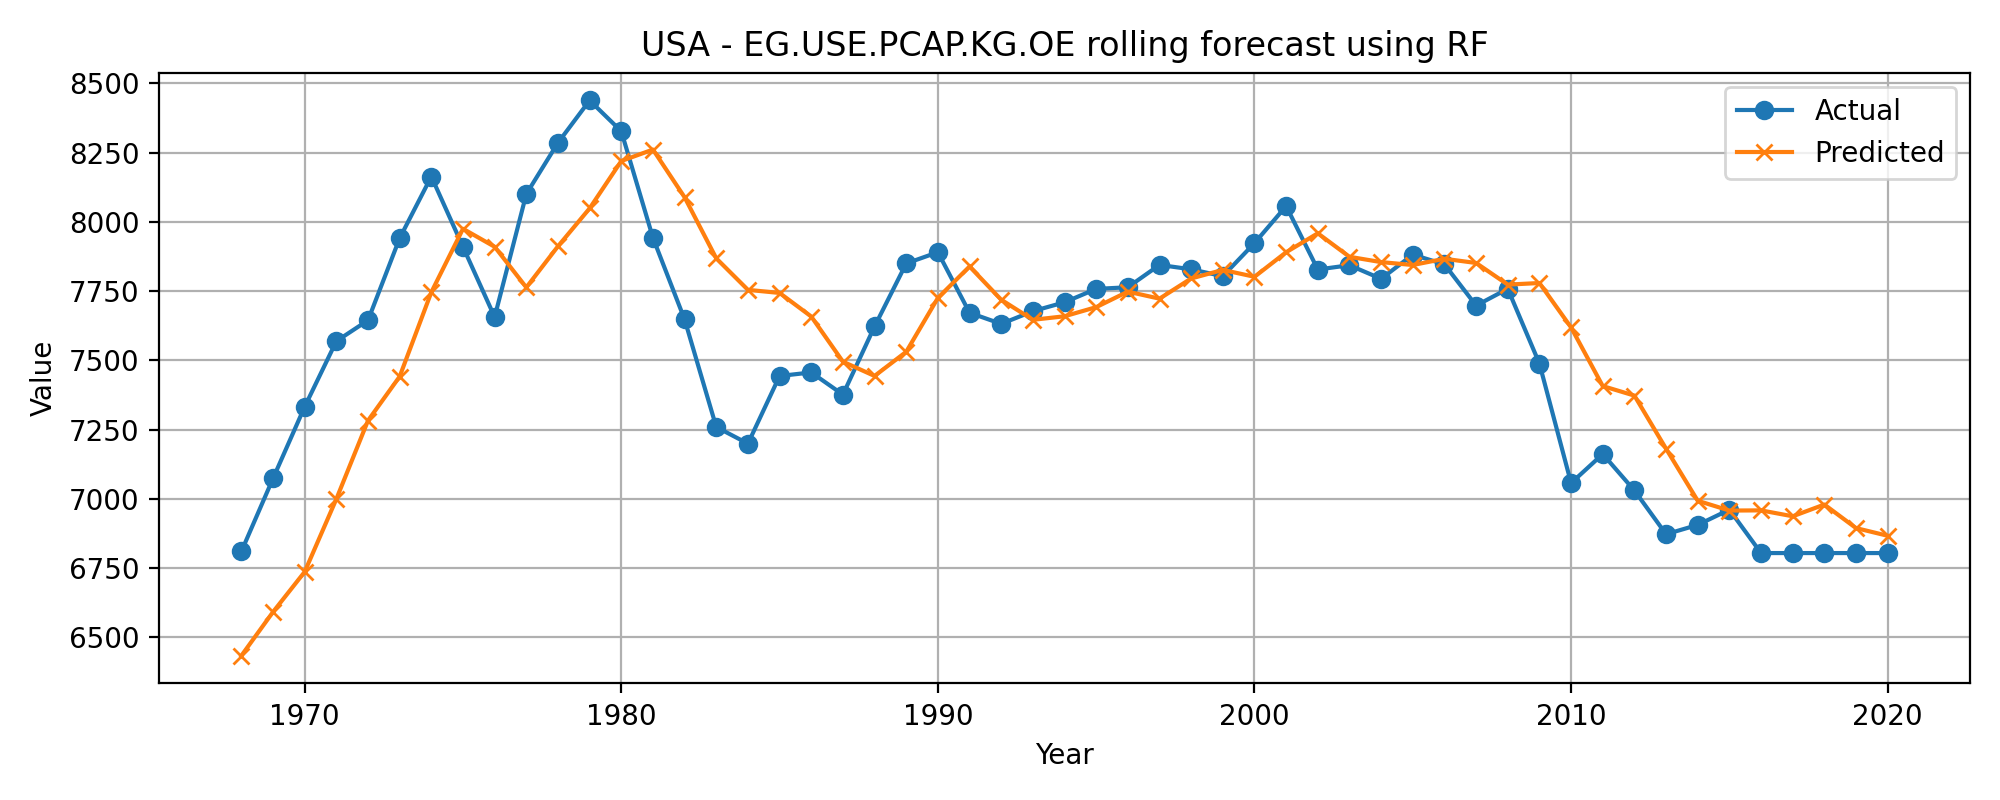 USA - EG.USE.PCAP.KG.OE rolling forecast using RF
8500
8250
8000
7750
7500
7250
7000
6750
6500
Value
Actual
Predicted
1970 1980 1990 2000 2010 2020
Year